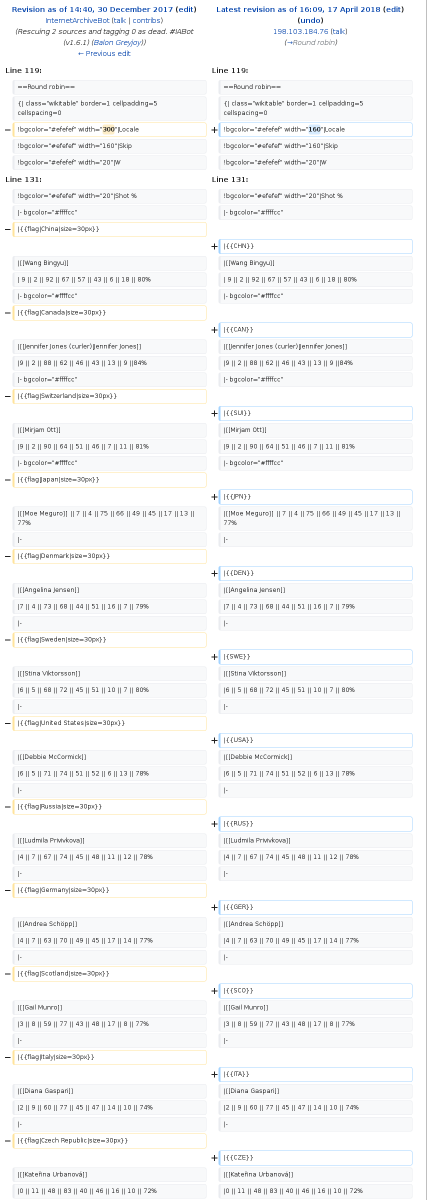 Revision as of 14:40, 30 December 2017 (edit)
InternetArchiveBot (talk | contribs)
(Rescuing 2 sources and tagging 0 as dead. #IABot
(v1.6.1) (Balon Greyjoy))
← Previous edit
Latest revision as of 16:09, 17 April 2018 (edit)
(undo)
198.103.184.76 (talk)
(→Round robin)
Line 119:
Line 119:
==Round robin==
==Round robin==
{| class="wikitable" border=1 cellpadding=5
cellspacing=0
{| class="wikitable" border=1 cellpadding=5
cellspacing=0
− !bgcolor="#efefef" width="300"|Locale
+ !bgcolor="#efefef" width="160"|Locale
!bgcolor="#efefef" width="160"|Skip
!bgcolor="#efefef" width="160"|Skip
!bgcolor="#efefef" width="20"|W
!bgcolor="#efefef" width="20"|W
Line 131:
Line 131:
!bgcolor="#efefef" width="20"|Shot %
!bgcolor="#efefef" width="20"|Shot %
|- bgcolor="#ffffcc"
|- bgcolor="#ffffcc"
− |{{flag|China|size=30px}}
+ |{{CHN}}
|[[Wang Bingyu]]
|[[Wang Bingyu]]
| 9 || 2 || 92 || 67 || 57 || 43 || 6 || 18 || 80%
| 9 || 2 || 92 || 67 || 57 || 43 || 6 || 18 || 80%
|- bgcolor="#ffffcc"
|- bgcolor="#ffffcc"
− |{{flag|Canada|size=30px}}
+ |{{CAN}}
|[[Jennifer Jones (curler)|Jennifer Jones]]
|[[Jennifer Jones (curler)|Jennifer Jones]]
|9 || 2 || 88 || 62 || 46 || 43 || 13 || 9 ||84%
|9 || 2 || 88 || 62 || 46 || 43 || 13 || 9 ||84%
|- bgcolor="#ffffcc"
|- bgcolor="#ffffcc"
− |{{flag|Switzerland|size=30px}}
+ |{{SUI}}
|[[Mirjam Ott]]
|[[Mirjam Ott]]
|9 || 2 || 90 || 64 || 51 || 46 || 7 || 11 || 81%
|9 || 2 || 90 || 64 || 51 || 46 || 7 || 11 || 81%
|- bgcolor="#ffffcc"
|- bgcolor="#ffffcc"
− |{{flag|Japan|size=30px}}
+ |{{JPN}}
|[[Moe Meguro]] || 7 || 4 || 75 || 66 || 49 || 45 || 17 || 13 ||
77%
|[[Moe Meguro]] || 7 || 4 || 75 || 66 || 49 || 45 || 17 || 13 ||
77%
|-
|-
− |{{flag|Denmark|size=30px}}
+ |{{DEN}}
|[[Angelina Jensen]]
|[[Angelina Jensen]]
|7 || 4 || 73 || 68 || 44 || 51 || 16 || 7 || 79%
|7 || 4 || 73 || 68 || 44 || 51 || 16 || 7 || 79%
|-
|-
− |{{flag|Sweden|size=30px}}
+ |{SWE}}
|[[Stina Viktorsson]]
|[[Stina Viktorsson]]
|6 || 5 || 68 || 72 || 45 || 51 || 10 || 7 || 80%
|6 || 5 || 68 || 72 || 45 || 51 || 10 || 7 || 80%
|-
|-
− |{{flag|United States|size=30px}}
+ |{{USA}}
|[[Debbie McCormick]]
|[[Debbie McCormick]]
|6 || 5 || 71 || 74 || 51 || 52 || 6 || 13 || 78%
|6 || 5 || 71 || 74 || 51 || 52 || 6 || 13 || 78%
|-
|-
− |{{flag|Russia|size=30px}}
+ |{{RUS}}
|[[Ludmila Privivkova]]
|[[Ludmila Privivkova]]
|4 || 7 || 67 || 74 || 45 || 48 || 11 || 12 || 78%
|4 || 7 || 67 || 74 || 45 || 48 || 11 || 12 || 78%
|-
|-
− |{{flag|Germany|size=30px}}
+ |{{GER}}
|[[Andrea Schöpp]]
|[[Andrea Schöpp]]
|4 || 7 || 63 || 70 || 49 || 45 || 17 || 14 || 77%
|4 || 7 || 63 || 70 || 49 || 45 || 17 || 14 || 77%
|-
|-
− |{{flag|Scotland|size=30px}}
+ |{{SCO}}
|[[Gail Munro]]
|[[Gail Munro]]
|3 || 8 || 59 || 77 || 43 || 48 || 17 || 8 || 77%
|3 || 8 || 59 || 77 || 43 || 48 || 17 || 8 || 77%
|-
|-
− |{{flag|Italy|size=30px}}
+ |{{ITA}}
|[[Diana Gaspari]]
|[[Diana Gaspari]]
|2 || 9 || 60 || 77 || 45 || 47 || 14 || 10 || 74%
|2 || 9 || 60 || 77 || 45 || 47 || 14 || 10 || 74%
|-
|-
− |{{flag|Czech Republic|size=30px}}
+ |{{CZE}}
|[[Kateřina Urbanová]]
|[[Kateřina Urbanová]]
|0 || 11 || 48 || 83 || 40 || 46 || 16 || 10 || 72%
|0 || 11 || 48 || 83 || 40 || 46 || 16 || 10 || 72%